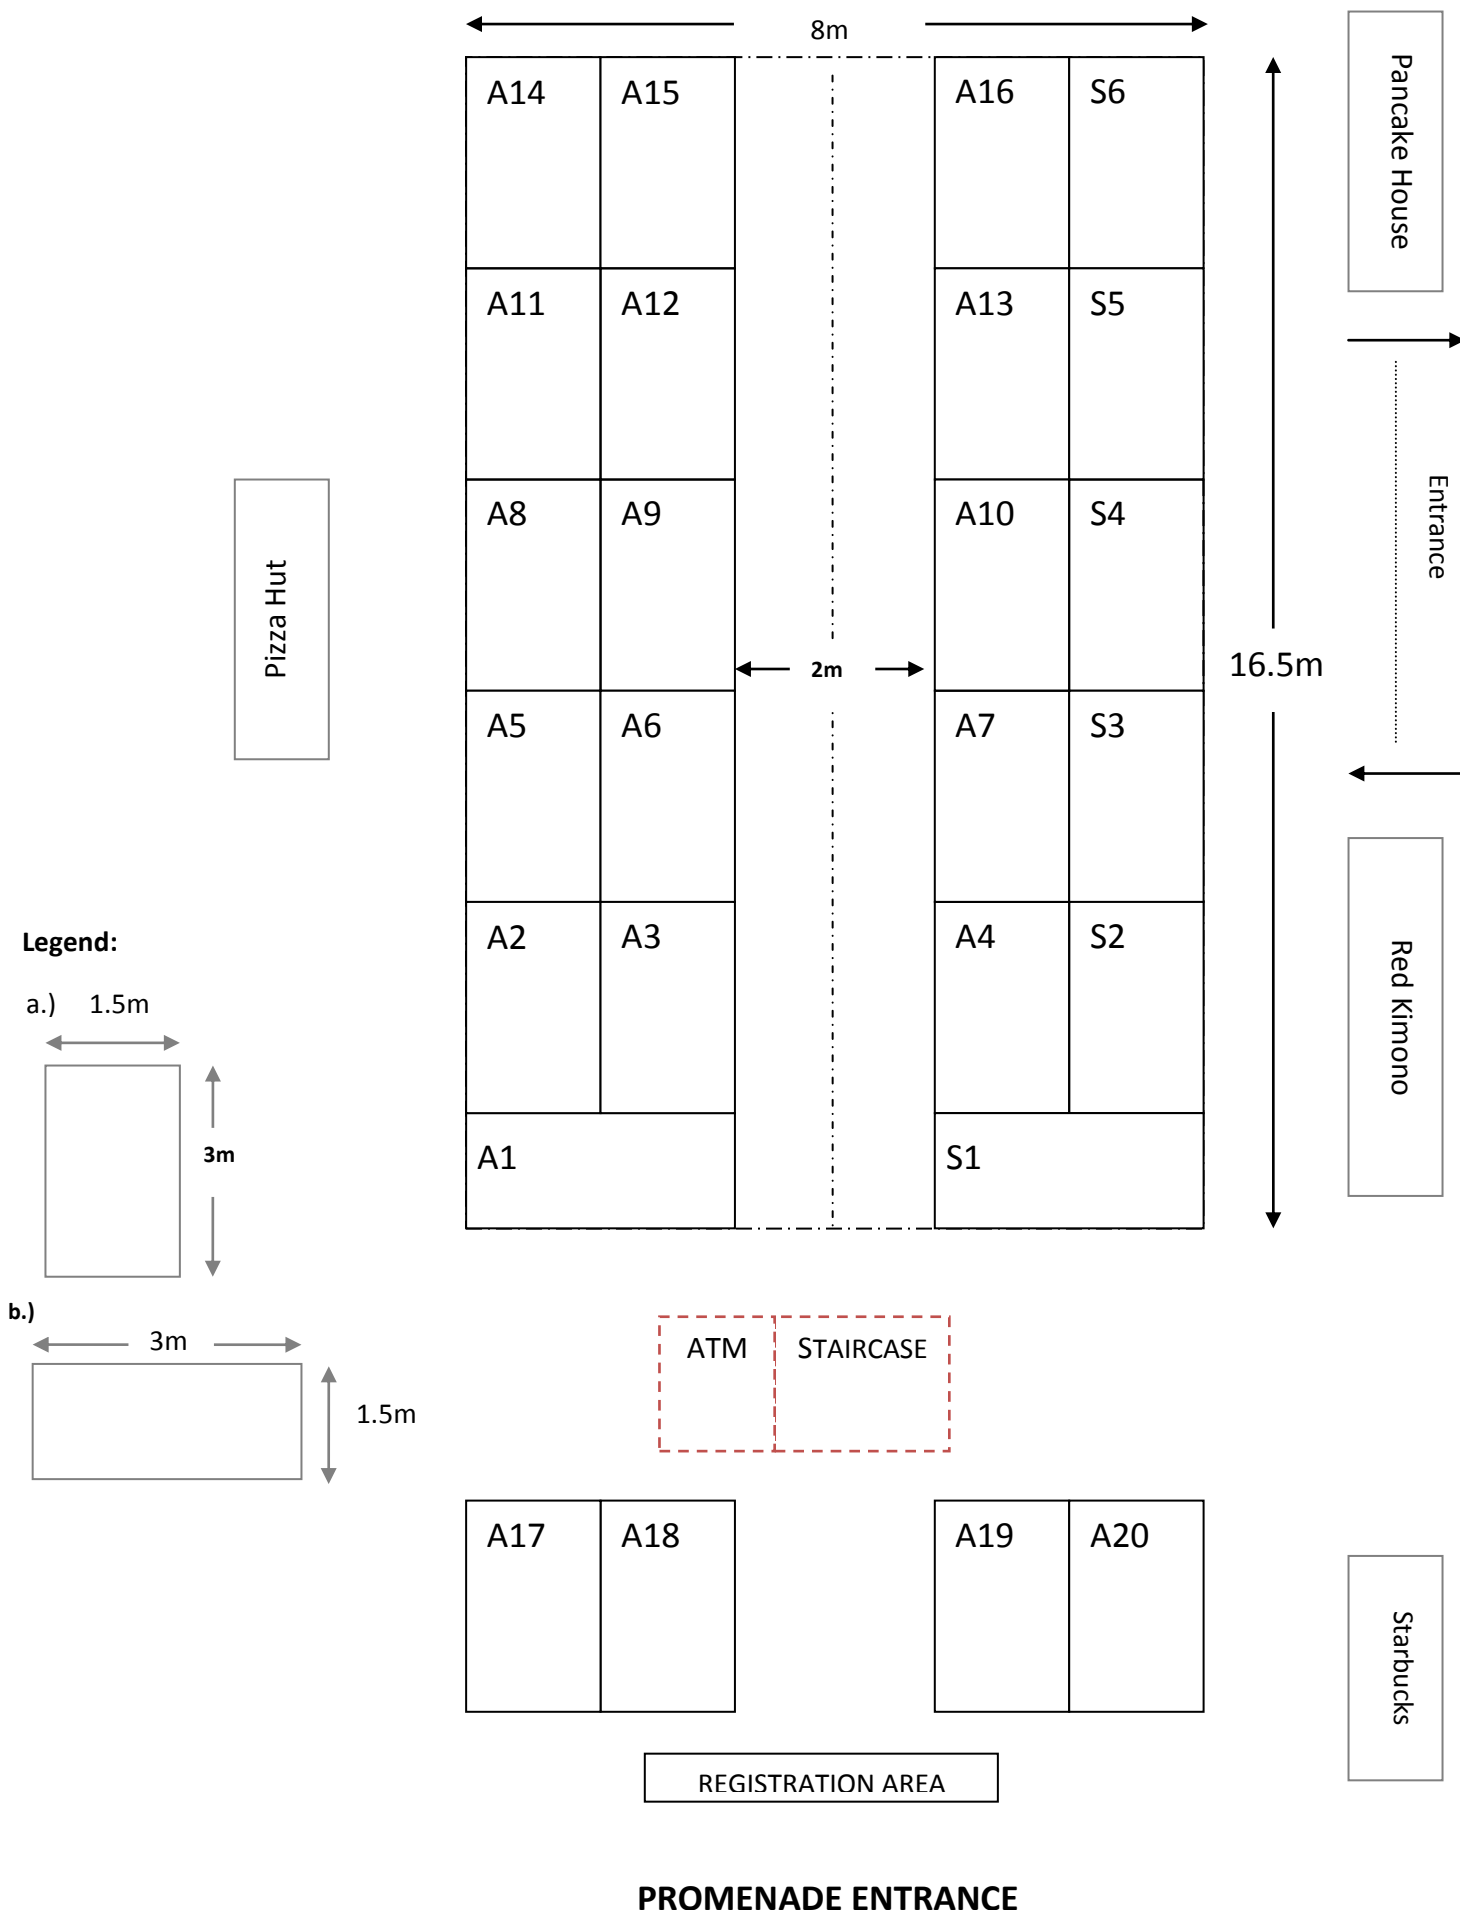 8m
A14 A15 A16 S6
Pancake House
A11 A12 A13 S5
A8 A9 A10 S4
Entrance
Pizza Hut
2m
16.5m
A5 A6 A7 S3
Legend:
A2 A3 A4 S2
Red Kimono
a.) 1.5m
3m
A1 S1
b.)
3m
1.5m
ATM STAIRCASE
A17 A18 A19 A20
Starbucks
REGISTRATION AREA
PROMENADE ENTRANCE